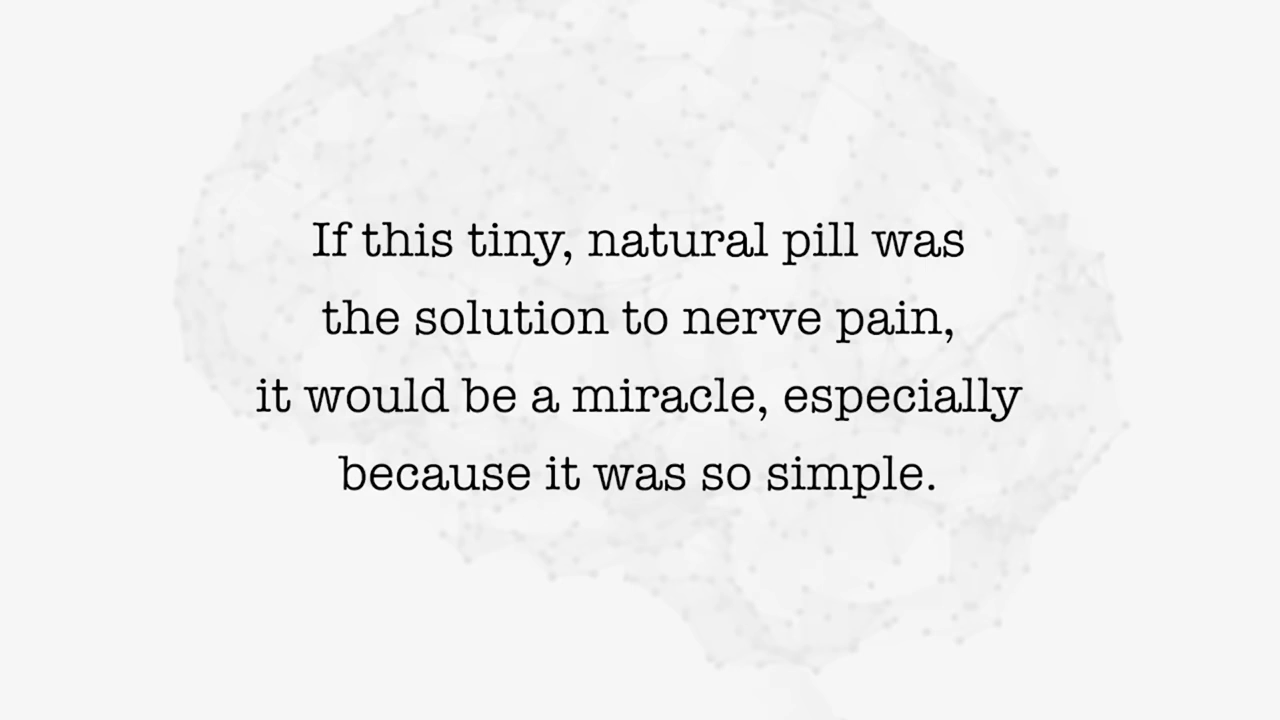 If this tiny, natural pill was
the solution to nerve pain,
it would be a miracle, especially
because it was so simple.